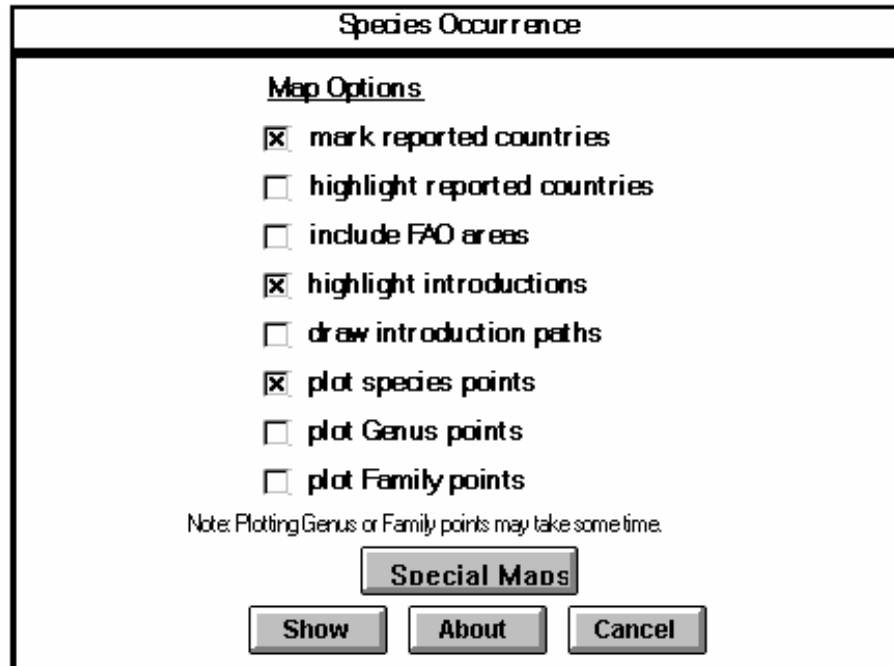 Species Occurrence
Map Options
mark reported countries
highlight reported countries
include FAO areas
highlight introductions
draw introduction paths
plot species points
plot Genus points
plot Family points
Note: Plotting Genus or Family points may take some time.
Special Maps
Show About Cancel